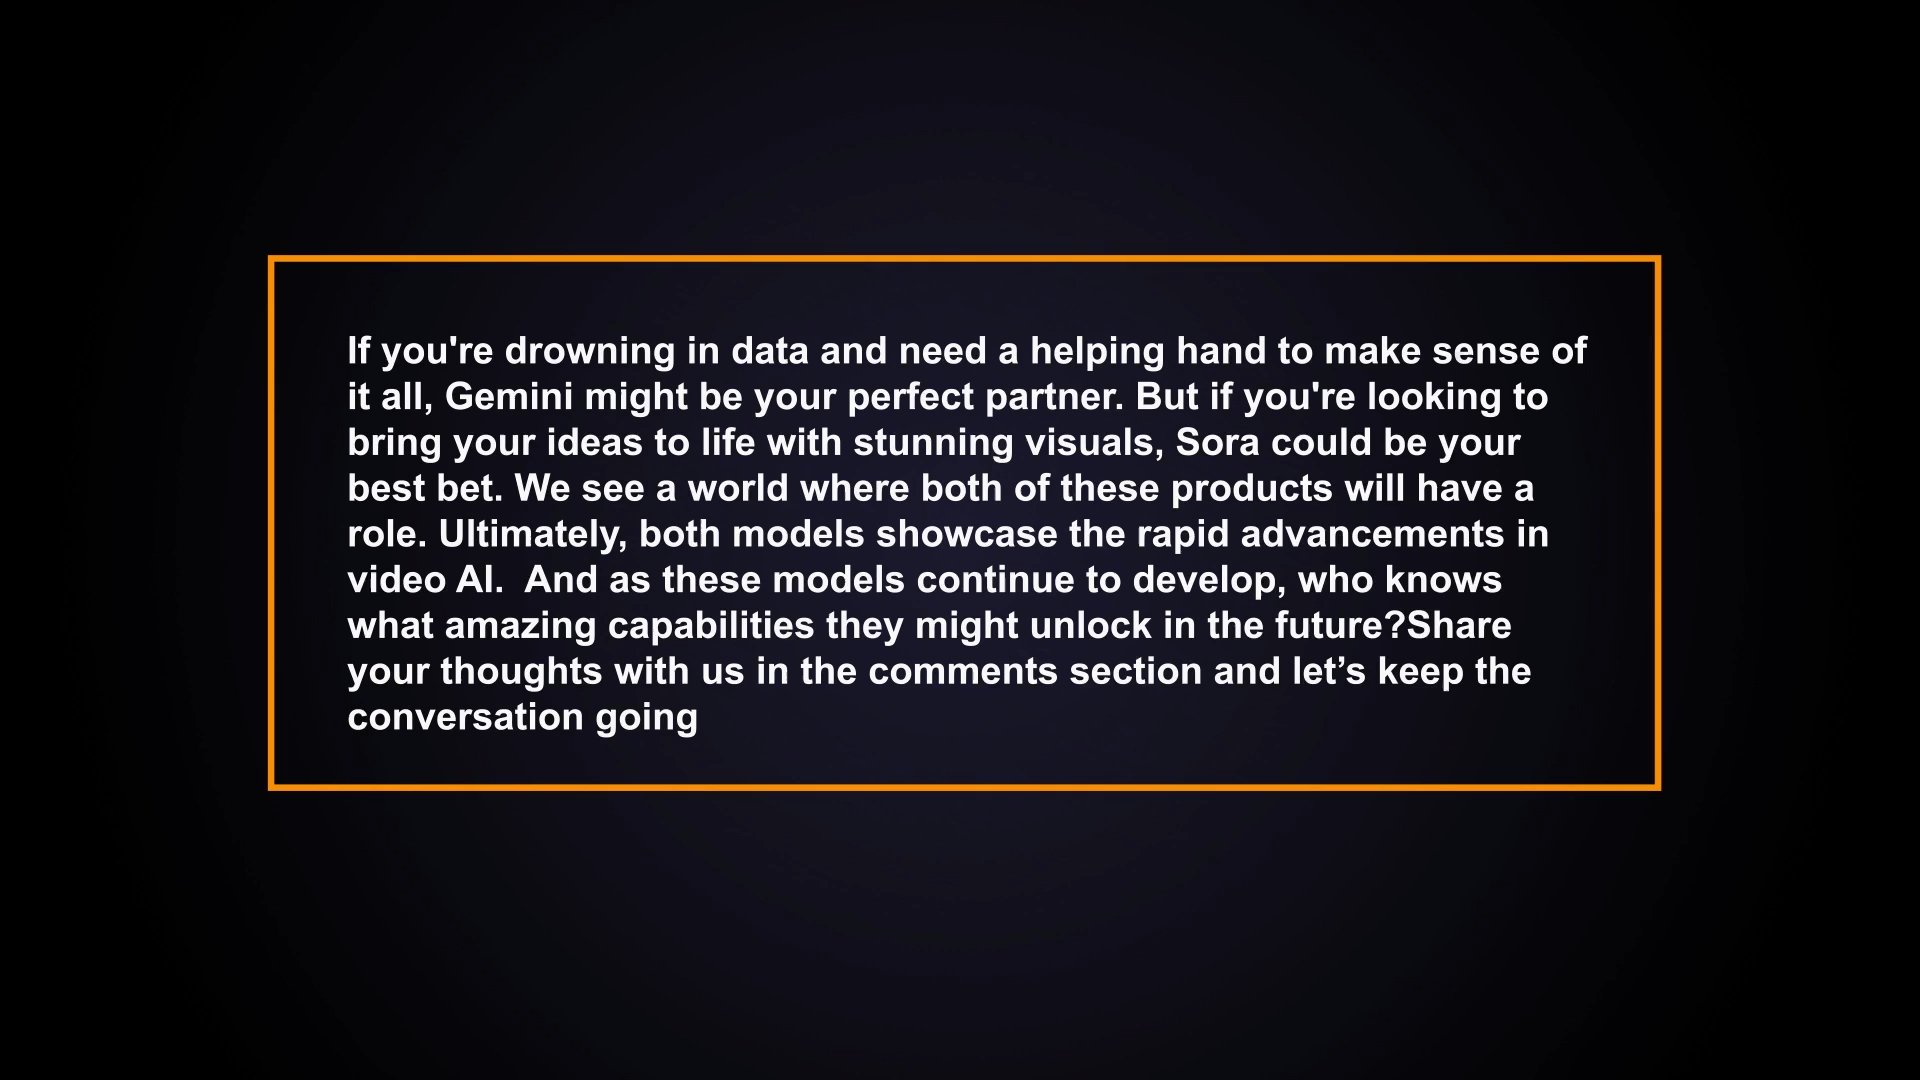 If you're drowning in data and need a helping hand to make sense of
it all, Gemini might be your perfect partner. But if you're looking to
bring your ideas to life with stunning visuals, Sora could be your
best bet. We see a world where both of these products will have a
role. Ultimately, both models showcase the rapid advancements in
video AI.  And as these models continue to develop, who knows
what amazing capabilities they might unlock in the future?Share
your thoughts with us in the comments section and let’s keep the
conversation going